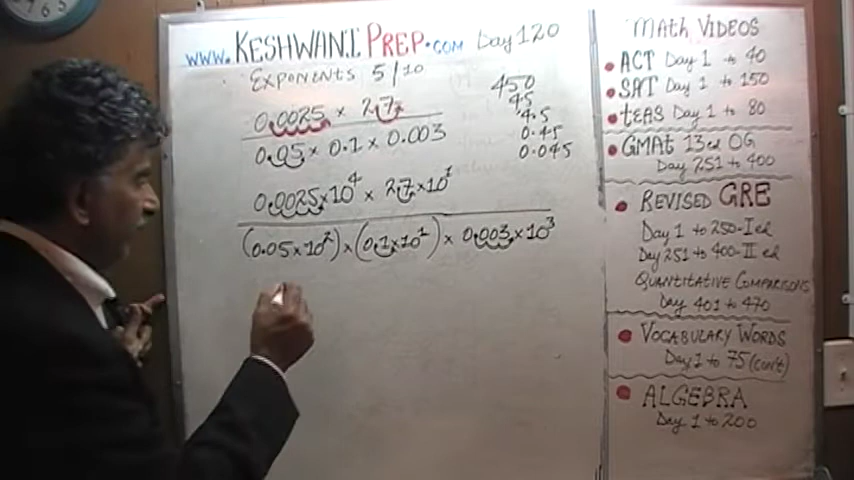 www.KESHWANI PREP.com Day 120
EXPONENTS 5/10
0.0025 × 2.7
0.05 × 0.1 × 0.003
450
45
4.5
0.45
0.045
0.0025×10⁴ × 2.7×10¹
(0.05×10²)×(0.1×10¹) × 0.003×10³
MATH VIDEOS
ACT Day 1 to 40
SAT Day 1 to 150
tEAS Day 1 to 80
GMAt 13ed OG
Day 251 to 400
REVISED GRE
Day 1 to 250-I ed
Day 251 to 400-II ed
QUANTITATIVE COMPARISONS
Day 401 to 470
VOCABULARY WORDS
Day 1 to 75 (con't)
ALGEBRA
Day 1 to 200